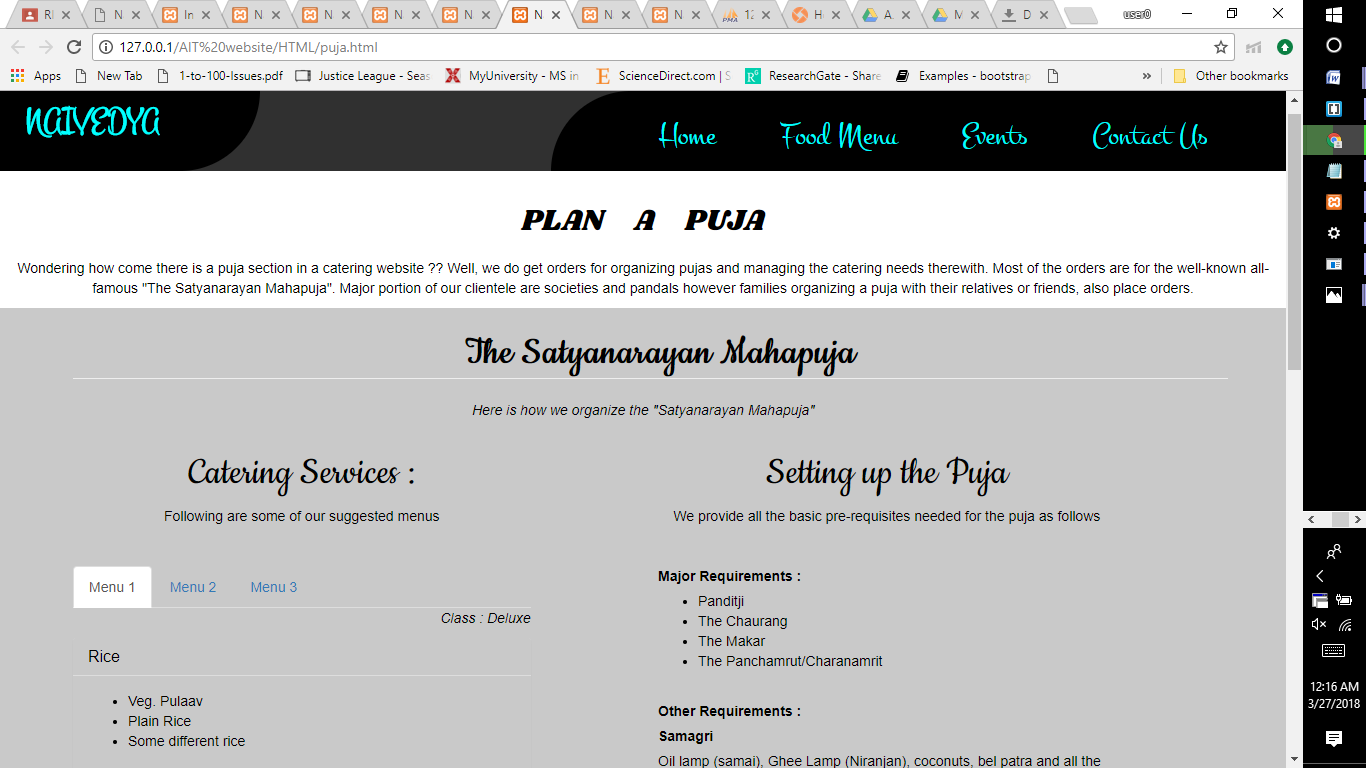 RI
N
In
N
N
N
N
N
N
N
12
H
A
M
D
user0
127.0.0.1/AIT%20website/HTML/puja.html
Apps
New Tab
1-to-100-Issues.pdf
Justice League - Seas
MyUniversity - MS in
ScienceDirect.com | S
ResearchGate - Share
Examples - bootstrap
»
Other bookmarks
NAIVEDYA
Home
Food Menu
Events
Contact Us
PLAN A PUJA
Wondering how come there is a puja section in a catering website ?? Well, we do get orders for organizing pujas and managing the catering needs therewith. Most of the orders are for the well-known all-
famous "The Satyanarayan Mahapuja". Major portion of our clientele are societies and pandals however families organizing a puja with their relatives or friends, also place orders.
The Satyanarayan Mahapuja
Here is how we organize the "Satyanarayan Mahapuja"
Catering Services :
Following are some of our suggested menus
Menu 1
Menu 2
Menu 3
Class : Deluxe
Rice
• Veg. Pulaav
• Plain Rice
• Some different rice
Setting up the Puja
We provide all the basic pre-requisites needed for the puja as follows
Major Requirements :
• Panditji
• The Chaurang
• The Makar
• The Panchamrut/Charanamrit
Other Requirements :
Samagri
Oil lamp (samai), Ghee Lamp (Niranjan), coconuts, bel patra and all the
12:16 AM
3/27/2018